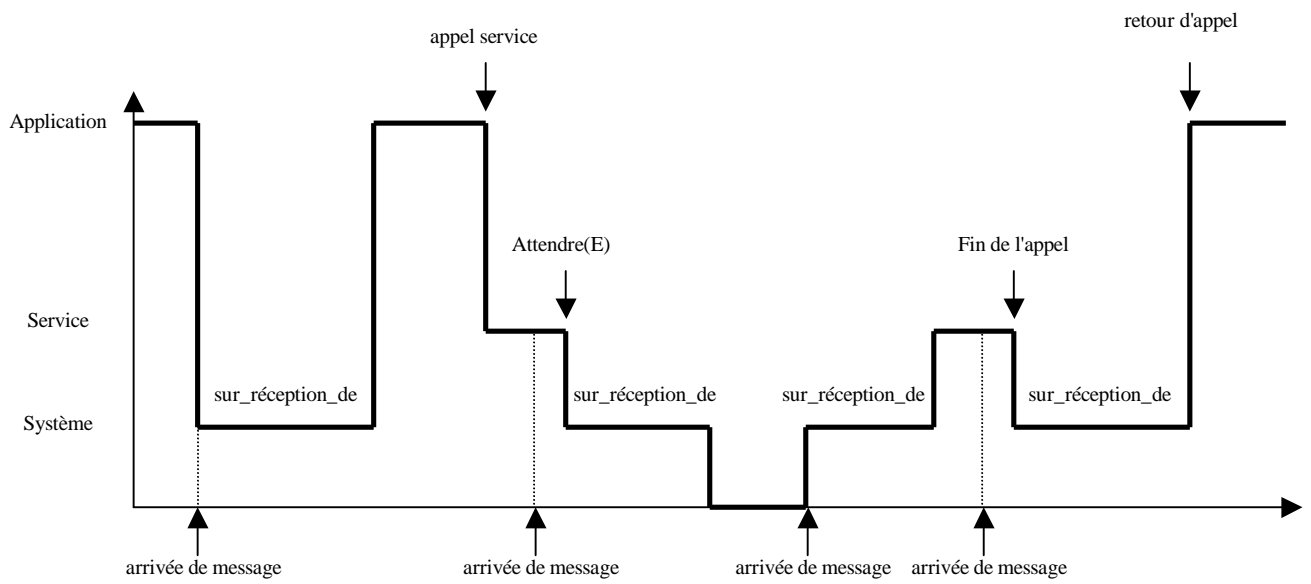 retour d'appel
appel service
Application
Attendre(E)
Fin de l'appel
Service
sur_réception_de
sur_réception_de
sur_réception_de
sur_réception_de
Système
arrivée de message
arrivée de message
arrivée de message
arrivée de message